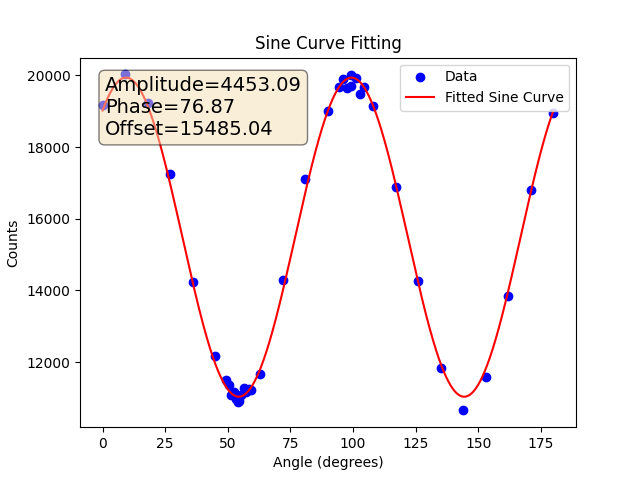 Sine Curve Fitting
Amplitude=4453.09
Phase=76.87
Offset=15485.04
Data
Fitted Sine Curve
20000
18000
16000
14000
12000
Counts
0 25 50 75 100 125 150 175
Angle (degrees)